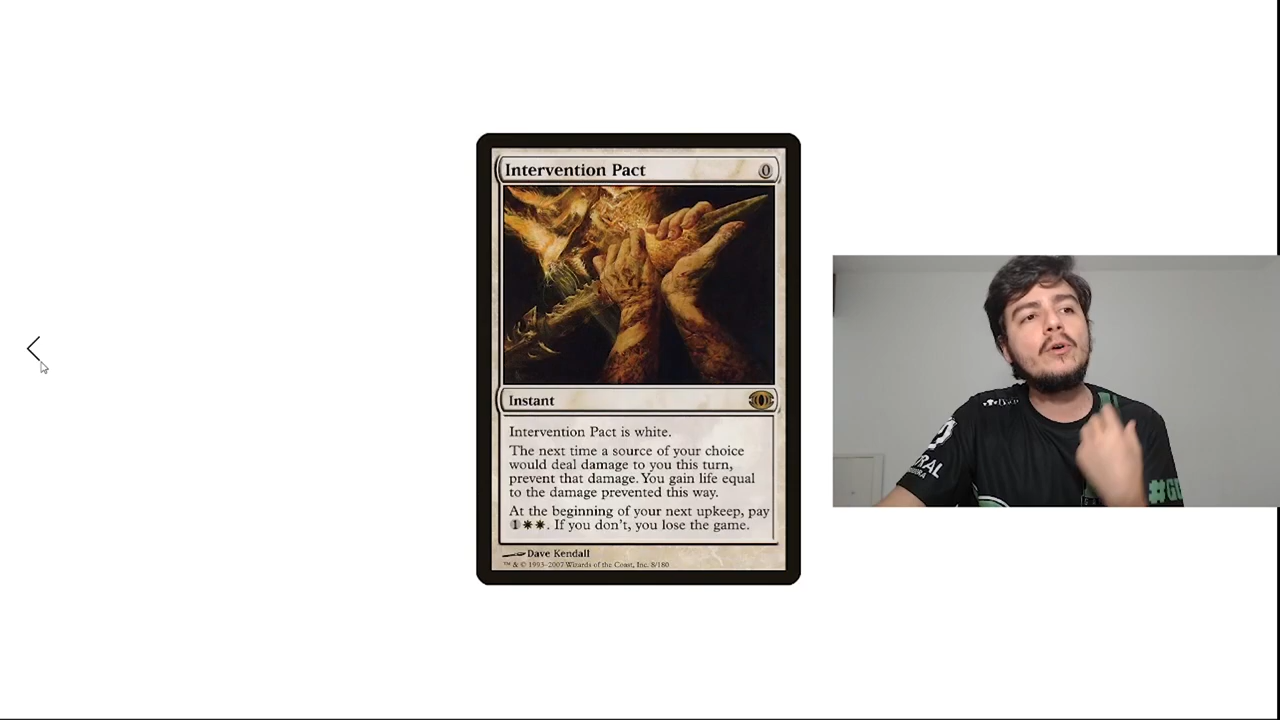 Intervention Pact 0
Instant
Intervention Pact is white.
The next time a source of your choice
would deal damage to you this turn,
prevent that damage. You gain life equal
to the damage prevented this way.
At the beginning of your next upkeep, pay
1. If you don't, you lose the game.
Dave Kendall
™ & © 1993-2007 Wizards of the Coast, Inc. 8/180